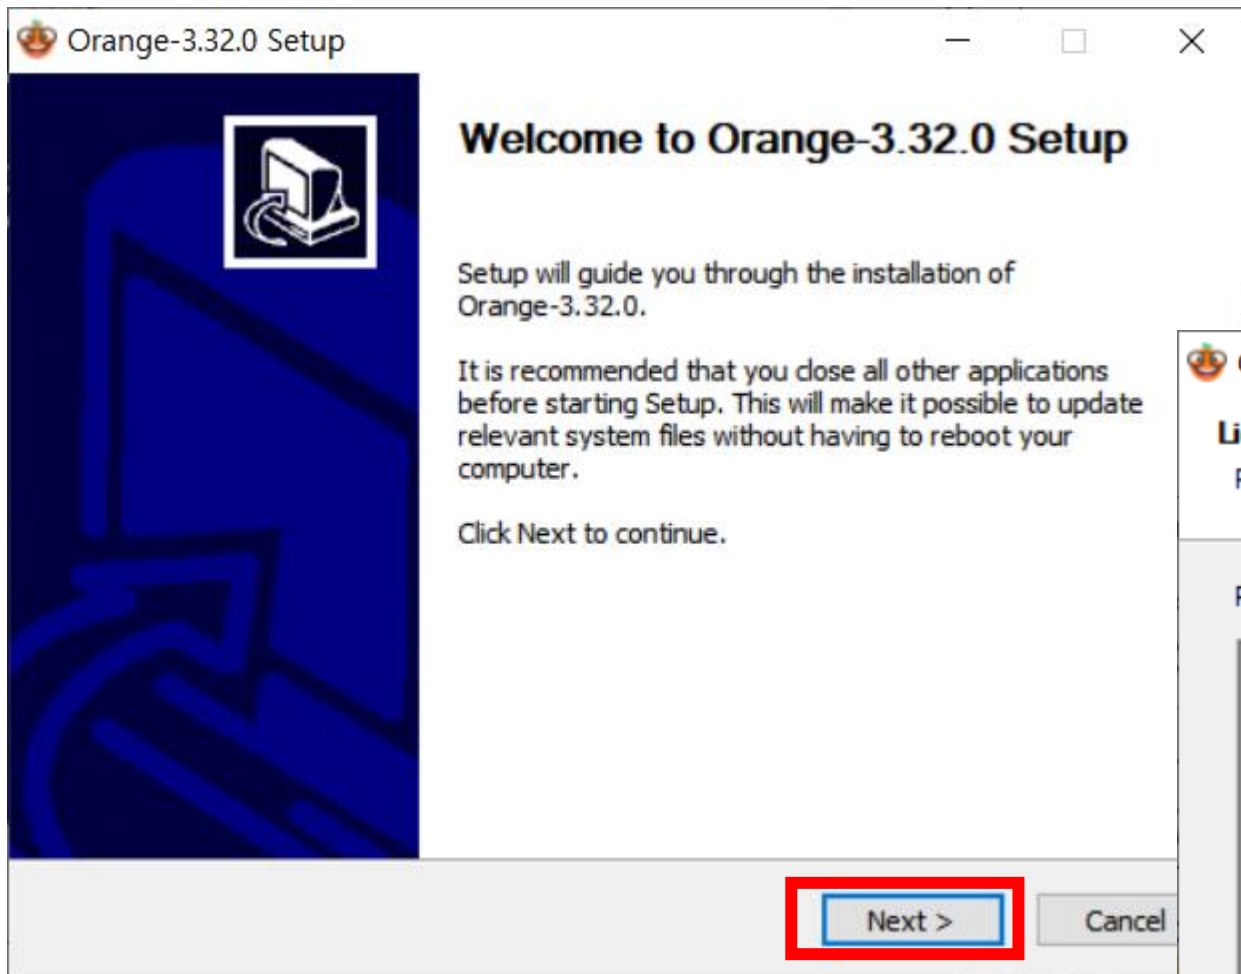 Orange-3.32.0 Setup
Welcome to Orange-3.32.0 Setup
Setup will guide you through the installation of
Orange-3.32.0.
It is recommended that you close all other applications
before starting Setup. This will make it possible to update
relevant system files without having to reboot your
computer.
Click Next to continue.
Next >
Cancel
Li